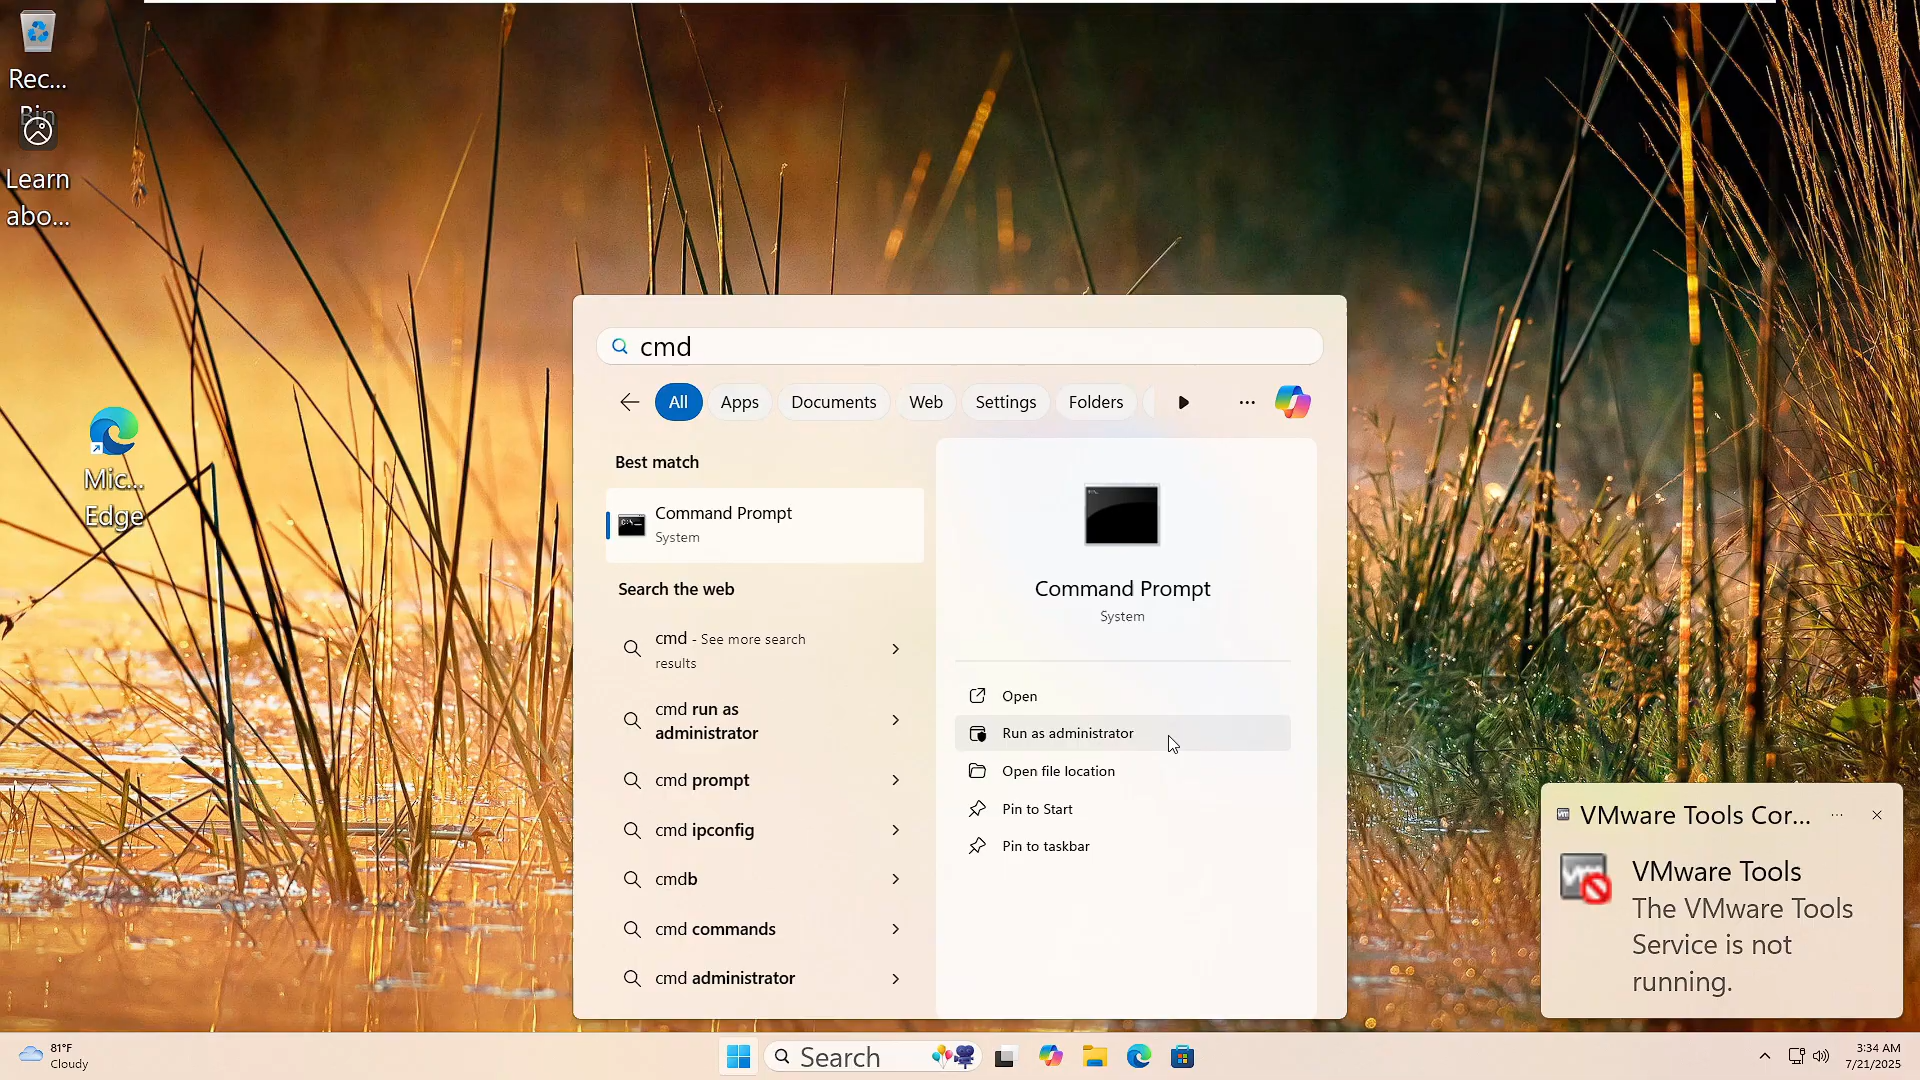 Rec...
Bin
Learn
abo...
Mic...
Edge
cmd
All
Apps
Documents
Web
Settings
Folders
Best match
Command Prompt
System
Search the web
cmd - See more search
results
cmd run as
administrator
cmd prompt
cmd ipconfig
cmdb
cmd commands
cmd administrator
Command Prompt
System
Open
Run as administrator
Open file location
Pin to Start
Pin to taskbar
VMware Tools Cor...
VMware Tools
The VMware Tools
Service is not
running.
81°F
Cloudy
Search
3:34 AM
7/21/2025